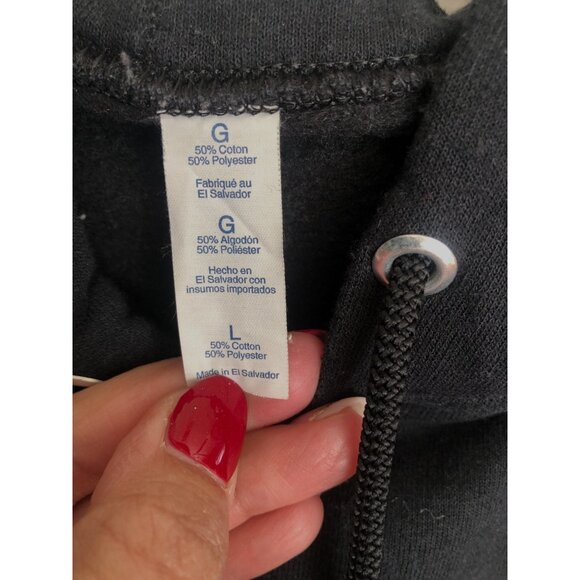 G
50% Coton
50% Polyester
Fabriqué au
El Salvador
G
50% Algodón
50% Poliéster
Hecho en
El Salvador con
insumos importados
L
50% Cotton
50% Polyester
Made in El Salvador